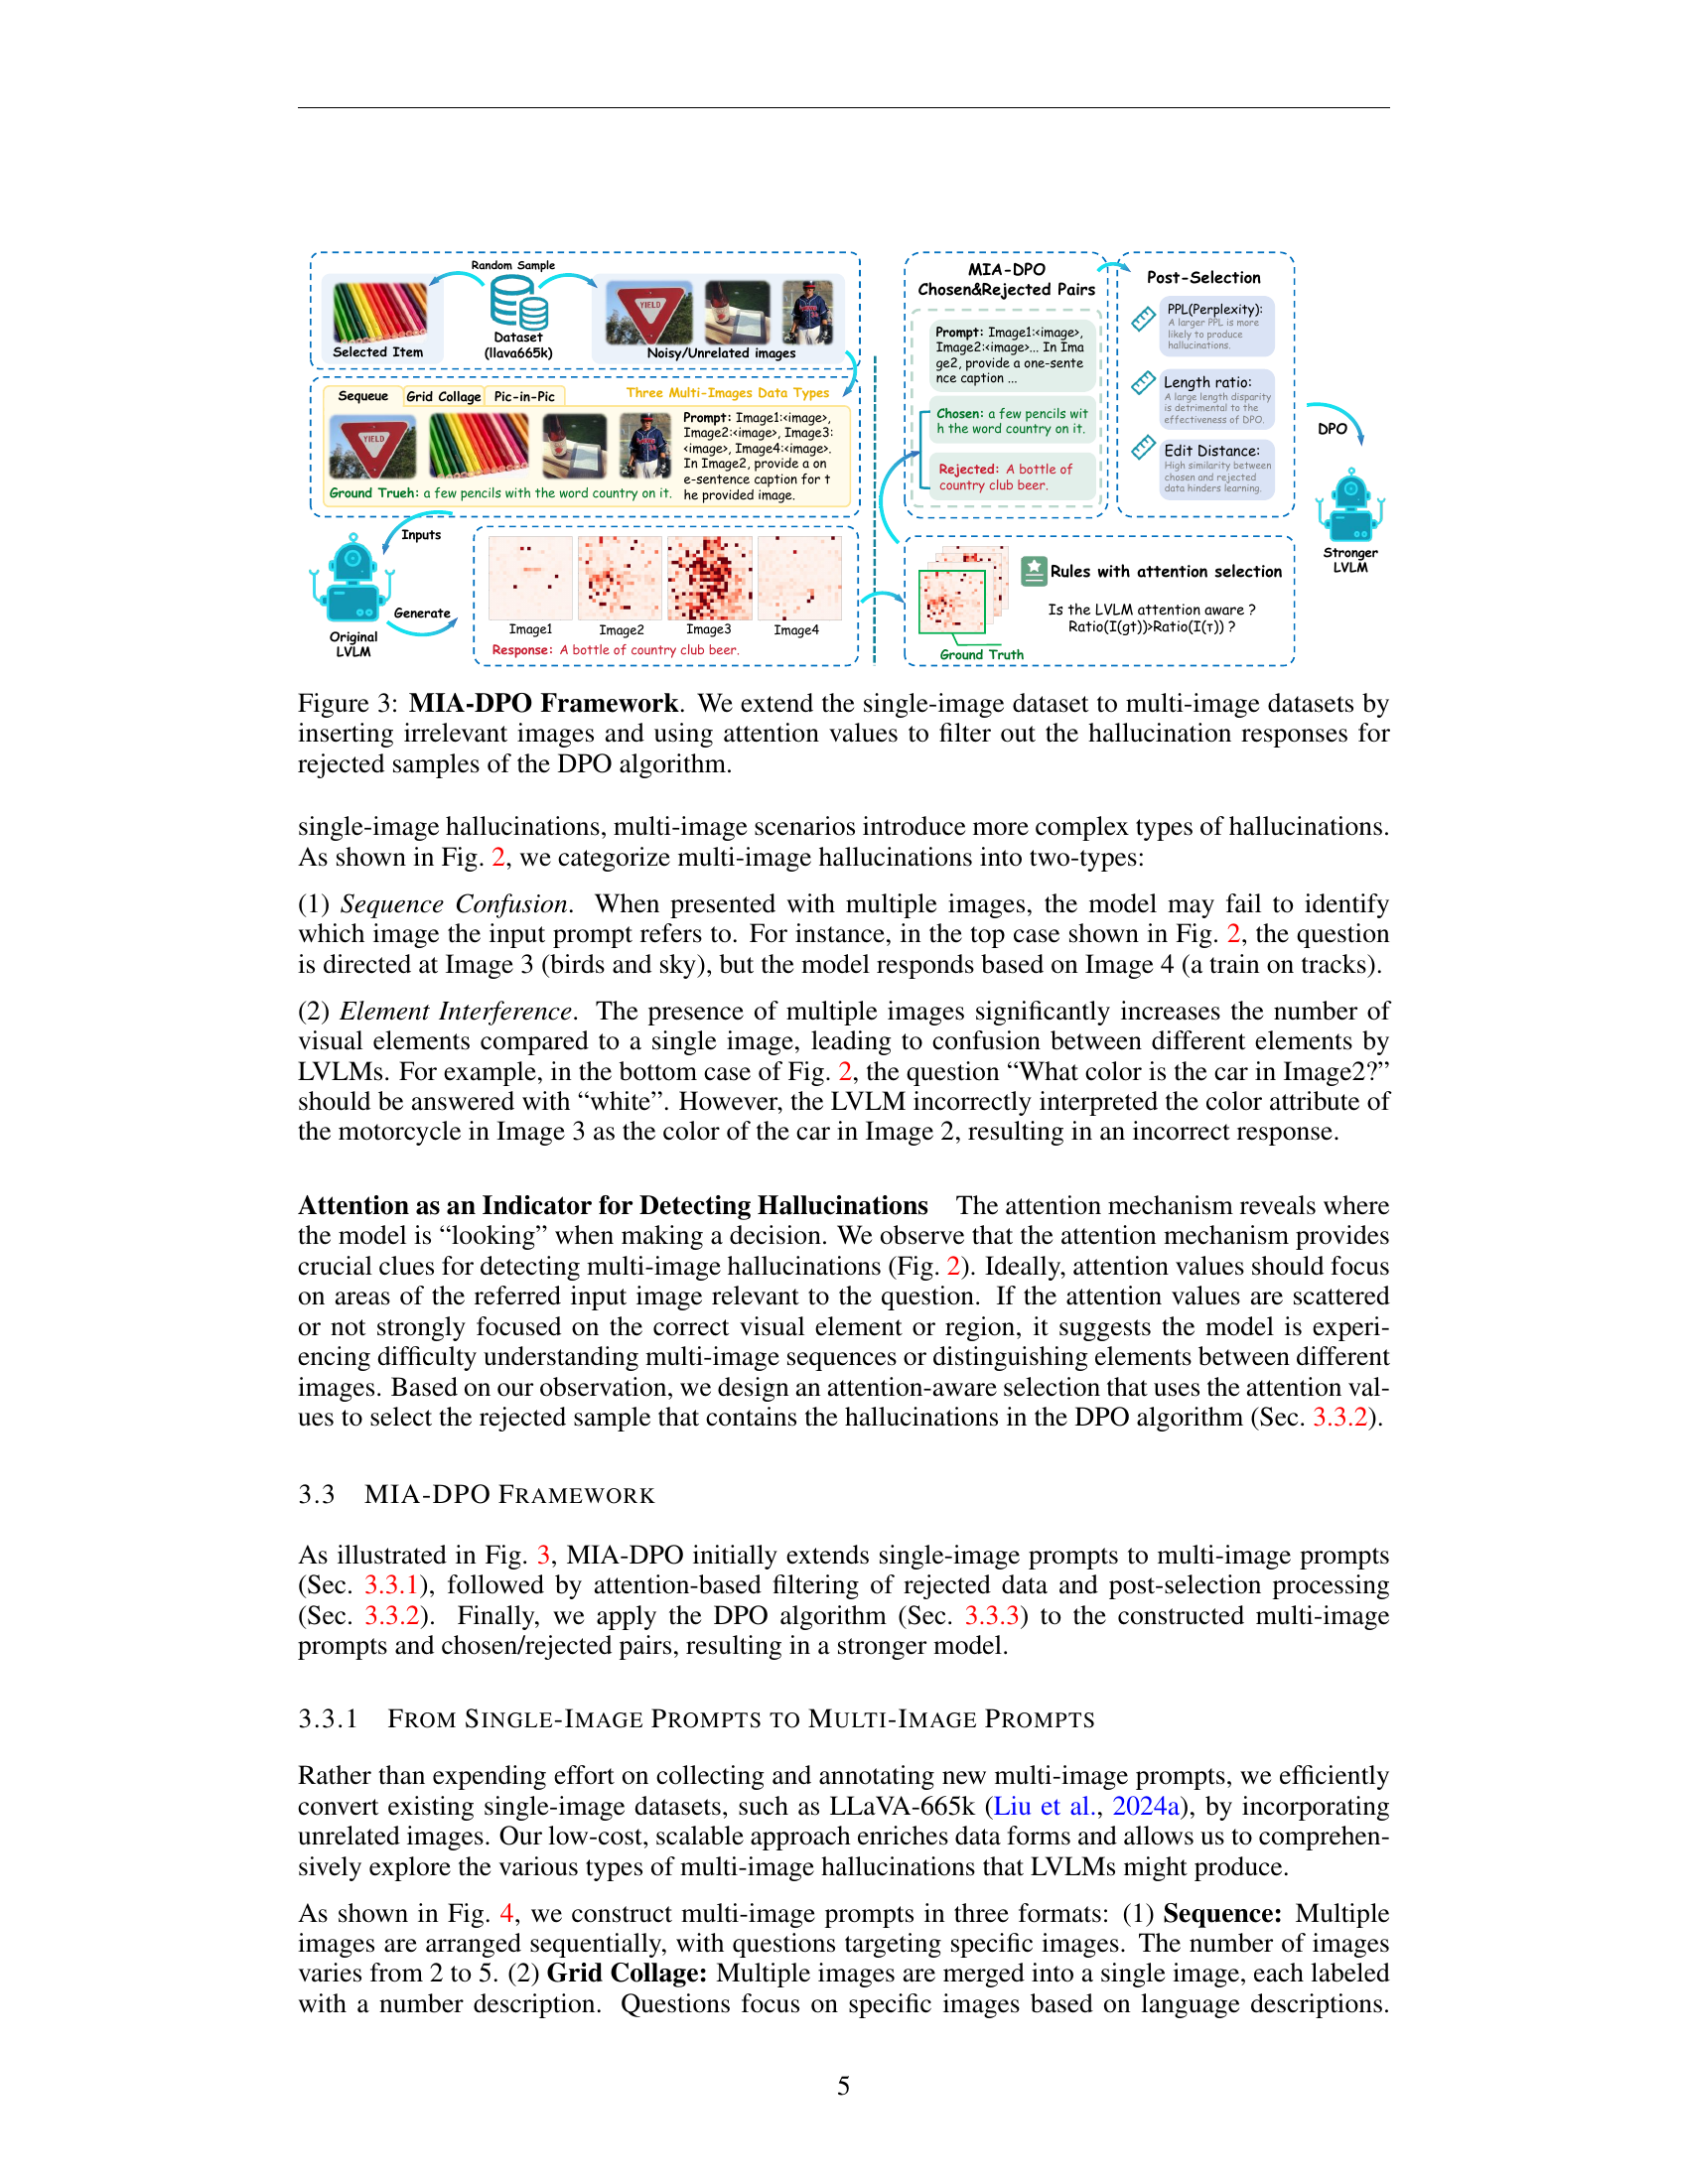 Random Sample
YIELD
Selected Item
Dataset
(llava665k)
Noisy/Unrelated images
Sequeue
Grid Collage
Pic-in-Pic
Three Multi-Images Data Types
YIELD
Prompt: Image1:<image>,
Image2:<image>, Image3:
<image>, Image4:<image>.
In Image2, provide a on
e-sentence caption for t
he provided image.
Ground Trueh: a few pencils with the word country on it.
Inputs
Generate
Original
LVLM
Image1
Image2
Image3
Image4
Response: A bottle of country club beer.
MIA-DPO
Chosen&Rejected Pairs
Prompt: Image1:<image>,
Image2:<image>... In Ima
ge2, provide a one-sente
nce caption ...
Chosen: a few pencils wit
h the word country on it.
Rejected: A bottle of
country club beer.
Post-Selection
PPL(Perplexity):
A larger PPL is more
likely to produce
hallucinations.
Length ratio:
A large length disparity
is detrimental to the
effectiveness of DPO.
Edit Distance:
High similarity between
chosen and rejected
data hinders learning.
DPO
Stronger
LVLM
Rules with attention selection
Is the LVLM attention aware ?
Ratio(I(gt))>Ratio(I(τ)) ?
Ground Truth
Figure 3: MIA-DPO Framework. We extend the single-image dataset to multi-image datasets by
inserting irrelevant images and using attention values to filter out the hallucination responses for
rejected samples of the DPO algorithm.
single-image hallucinations, multi-image scenarios introduce more complex types of hallucinations.
As shown in Fig. 2, we categorize multi-image hallucinations into two-types:
(1) Sequence Confusion. When presented with multiple images, the model may fail to identify
which image the input prompt refers to. For instance, in the top case shown in Fig. 2, the question
is directed at Image 3 (birds and sky), but the model responds based on Image 4 (a train on tracks).
(2) Element Interference. The presence of multiple images significantly increases the number of
visual elements compared to a single image, leading to confusion between different elements by
LVLMs. For example, in the bottom case of Fig. 2, the question “What color is the car in Image2?”
should be answered with “white”. However, the LVLM incorrectly interpreted the color attribute of
the motorcycle in Image 3 as the color of the car in Image 2, resulting in an incorrect response.
Attention as an Indicator for Detecting Hallucinations The attention mechanism reveals where
the model is “looking” when making a decision. We observe that the attention mechanism provides
crucial clues for detecting multi-image hallucinations (Fig. 2). Ideally, attention values should focus
on areas of the referred input image relevant to the question. If the attention values are scattered
or not strongly focused on the correct visual element or region, it suggests the model is experi-
encing difficulty understanding multi-image sequences or distinguishing elements between different
images. Based on our observation, we design an attention-aware selection that uses the attention val-
ues to select the rejected sample that contains the hallucinations in the DPO algorithm (Sec. 3.3.2).
3.3 MIA-DPO FRAMEWORK
As illustrated in Fig. 3, MIA-DPO initially extends single-image prompts to multi-image prompts
(Sec. 3.3.1), followed by attention-based filtering of rejected data and post-selection processing
(Sec. 3.3.2). Finally, we apply the DPO algorithm (Sec. 3.3.3) to the constructed multi-image
prompts and chosen/rejected pairs, resulting in a stronger model.
3.3.1 FROM SINGLE-IMAGE PROMPTS TO MULTI-IMAGE PROMPTS
Rather than expending effort on collecting and annotating new multi-image prompts, we efficiently
convert existing single-image datasets, such as LLaVA-665k (Liu et al., 2024a), by incorporating
unrelated images. Our low-cost, scalable approach enriches data forms and allows us to comprehen-
sively explore the various types of multi-image hallucinations that LVLMs might produce.
As shown in Fig. 4, we construct multi-image prompts in three formats: (1) Sequence: Multiple
images are arranged sequentially, with questions targeting specific images. The number of images
varies from 2 to 5. (2) Grid Collage: Multiple images are merged into a single image, each labeled
with a number description. Questions focus on specific images based on language descriptions.
5